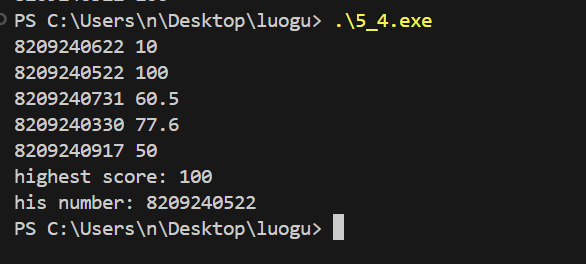 PS C:\Users\n\Desktop\luogu> .\5_4.exe
8209240622 10
8209240522 100
8209240731 60.5
8209240330 77.6
8209240917 50
highest score: 100
his number: 8209240522
PS C:\Users\n\Desktop\luogu>